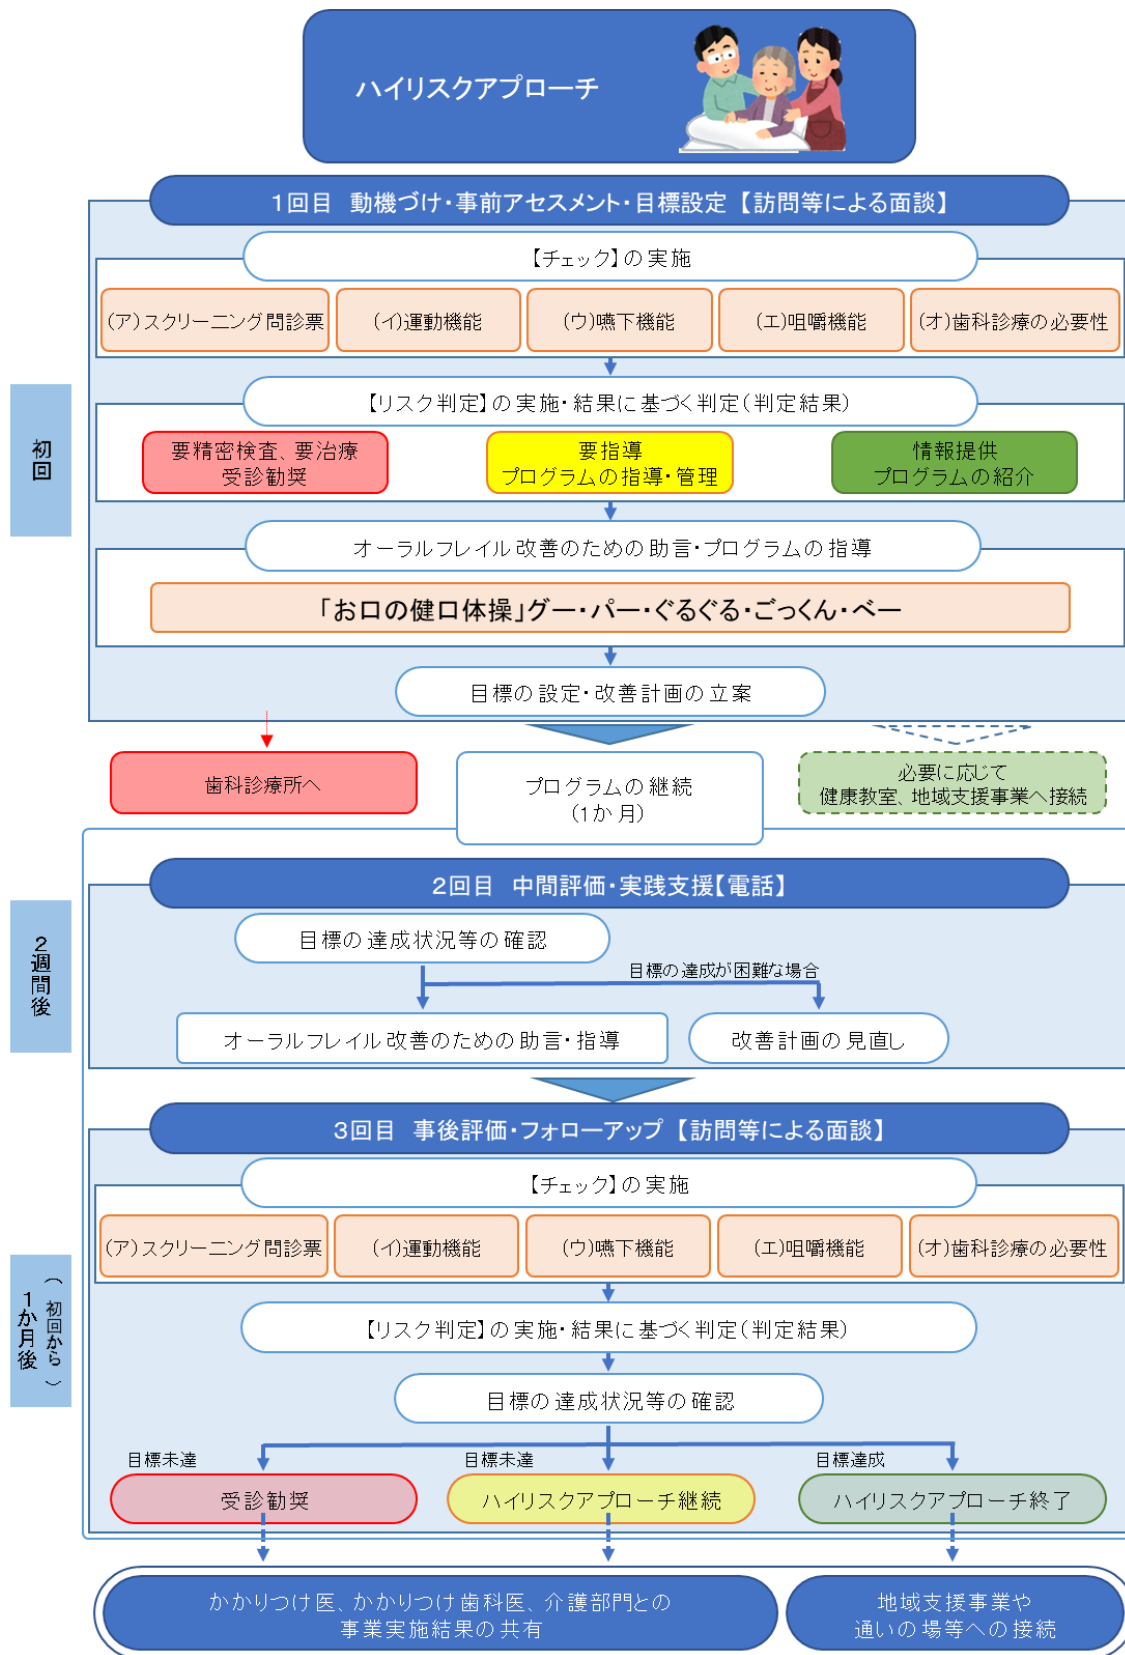 ハイリスクアプローチ
1回目 動機づけ・事前アセスメント・目標設定【訪問等による面談】
【チェック】の実施
(ア)スクリーニング問診票
(イ)運動機能
(ウ)嚥下機能
(エ)咀嚼機能
(オ)歯科診療の必要性
初回
【リスク判定】の実施・結果に基づく判定(判定結果)
要精密検査、要治療
受診勧奨
要指導
プログラムの指導・管理
情報提供
プログラムの紹介
オーラルフレイル改善のための助言・プログラムの指導
「お口の健口体操」グー・パー・ぐるぐる・ごっくん・べー
目標の設定・改善計画の立案
歯科診療所へ
プログラムの継続
(1か月)
必要に応じて
健康教室、地域支援事業へ接続
2回目 中間評価・実践支援【電話】
2週間後
目標の達成状況等の確認
目標の達成が困難な場合
オーラルフレイル改善のための助言・指導
改善計画の見直し
3回目 事後評価・フォローアップ【訪問等による面談】
【チェック】の実施
(ア)スクリーニング問診票
(イ)運動機能
(ウ)嚥下機能
(エ)咀嚼機能
(オ)歯科診療の必要性
(初回から)
1か月後
【リスク判定】の実施・結果に基づく判定(判定結果)
目標の達成状況等の確認
目標未達
目標未達
目標達成
受診勧奨
ハイリスクアプローチ継続
ハイリスクアプローチ終了
かかりつけ医、かかりつけ歯科医、介護部門との
事業実施結果の共有
地域支援事業や
通いの場等への接続